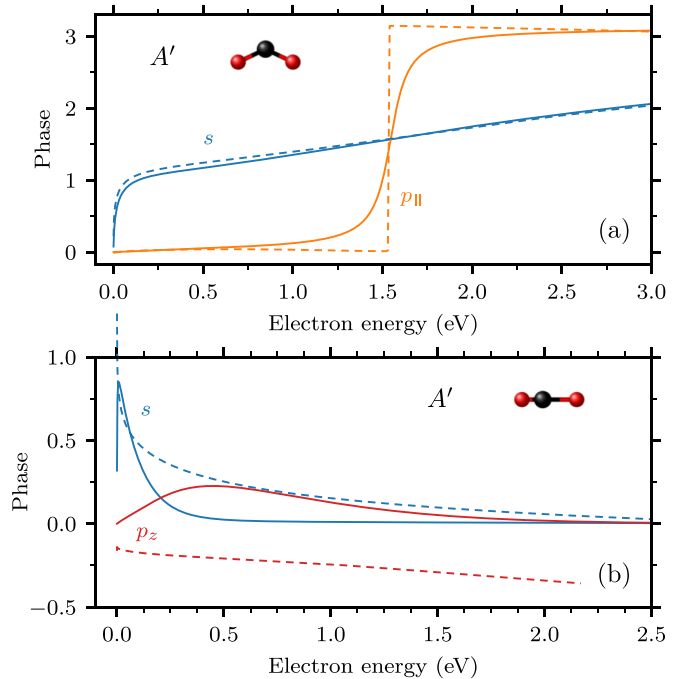 3
A′
2
s
Phase
1
p∥
(a)
0
0.0 0.5 1.0 1.5 2.0 2.5 3.0
Electron energy (eV)
1.0
A′
s
0.5
Phase
0.0
p_z
(b)
−0.5
0.0 0.5 1.0 1.5 2.0 2.5
Electron energy (eV)